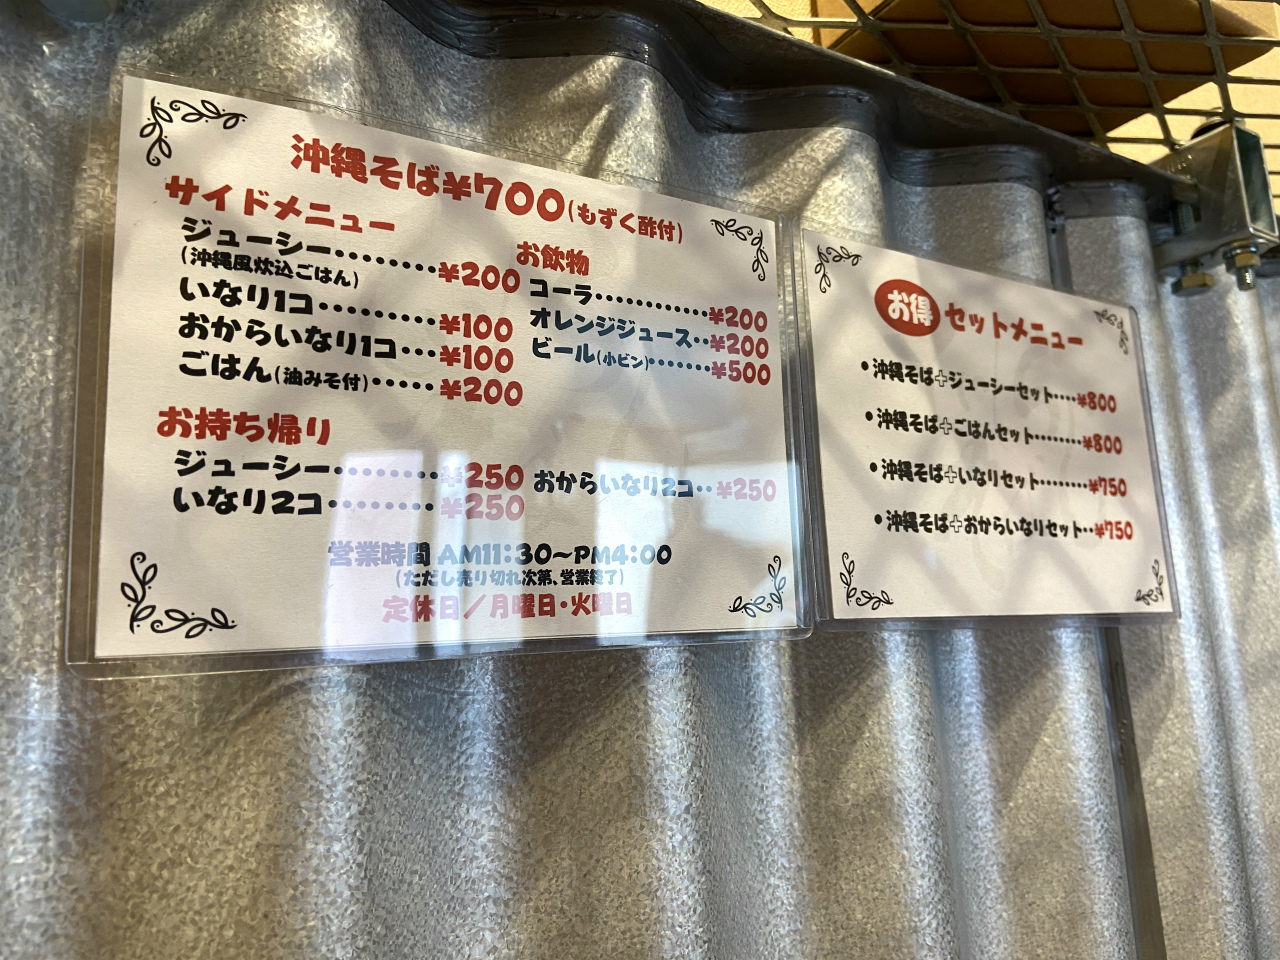 沖縄そば¥700(もずく酢付)
サイドメニュー
ジューシー········¥200
(沖縄風炊込ごはん)
いなり1コ·········¥100
おからいなり1コ···¥100
ごはん(油みそ付)·····¥200
お飲物
コーラ···········¥200
オレンジジュース··¥200
ビール(小ビン)·······¥500
お持ち帰り
ジューシー········¥250
いなり2コ········¥250
おからいなり2コ··¥250
営業時間 AM11:30〜PM4:00
(ただし売り切れ次第、営業終了)
定休日/月曜日・火曜日
お得セットメニュー
•沖縄そば+ジューシーセット····¥800
•沖縄そば+ごはんセット········¥800
•沖縄そば+いなりセット········¥750
•沖縄そば+おからいなりセット··¥750